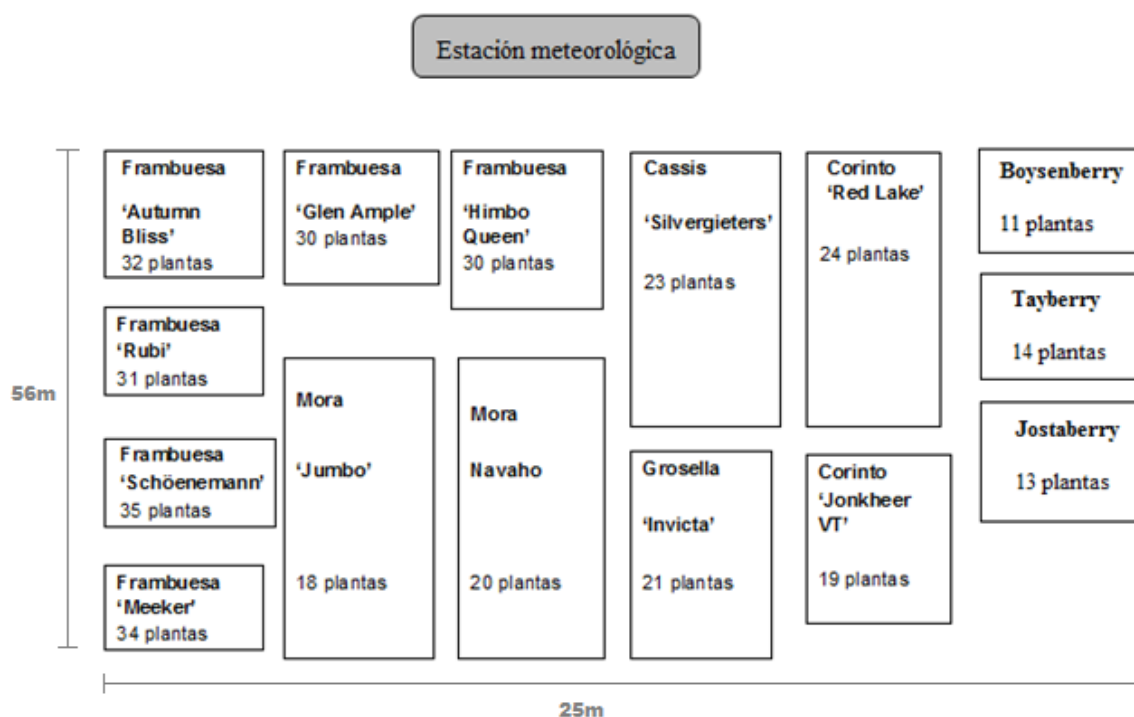 Estación meteorológica
Frambuesa
‘Autumn
Bliss’
32 plantas
Frambuesa
‘Glen Ample’
30 plantas
Frambuesa
‘Himbo
Queen’
30 plantas
Cassis
‘Silvergieters’
23 plantas
Corinto
‘Red Lake’
24 plantas
Boysenberry
11 plantas
Tayberry
14 plantas
Jostaberry
13 plantas
Frambuesa
‘Rubi’
31 plantas
56m
Frambuesa
‘Schöenemann’
35 plantas
Frambuesa
‘Meeker’
34 plantas
Mora
‘Jumbo’
18 plantas
Mora
Navaho
20 plantas
Grosella
‘Invicta’
21 plantas
Corinto
‘Jonkheer
VT’
19 plantas
25m